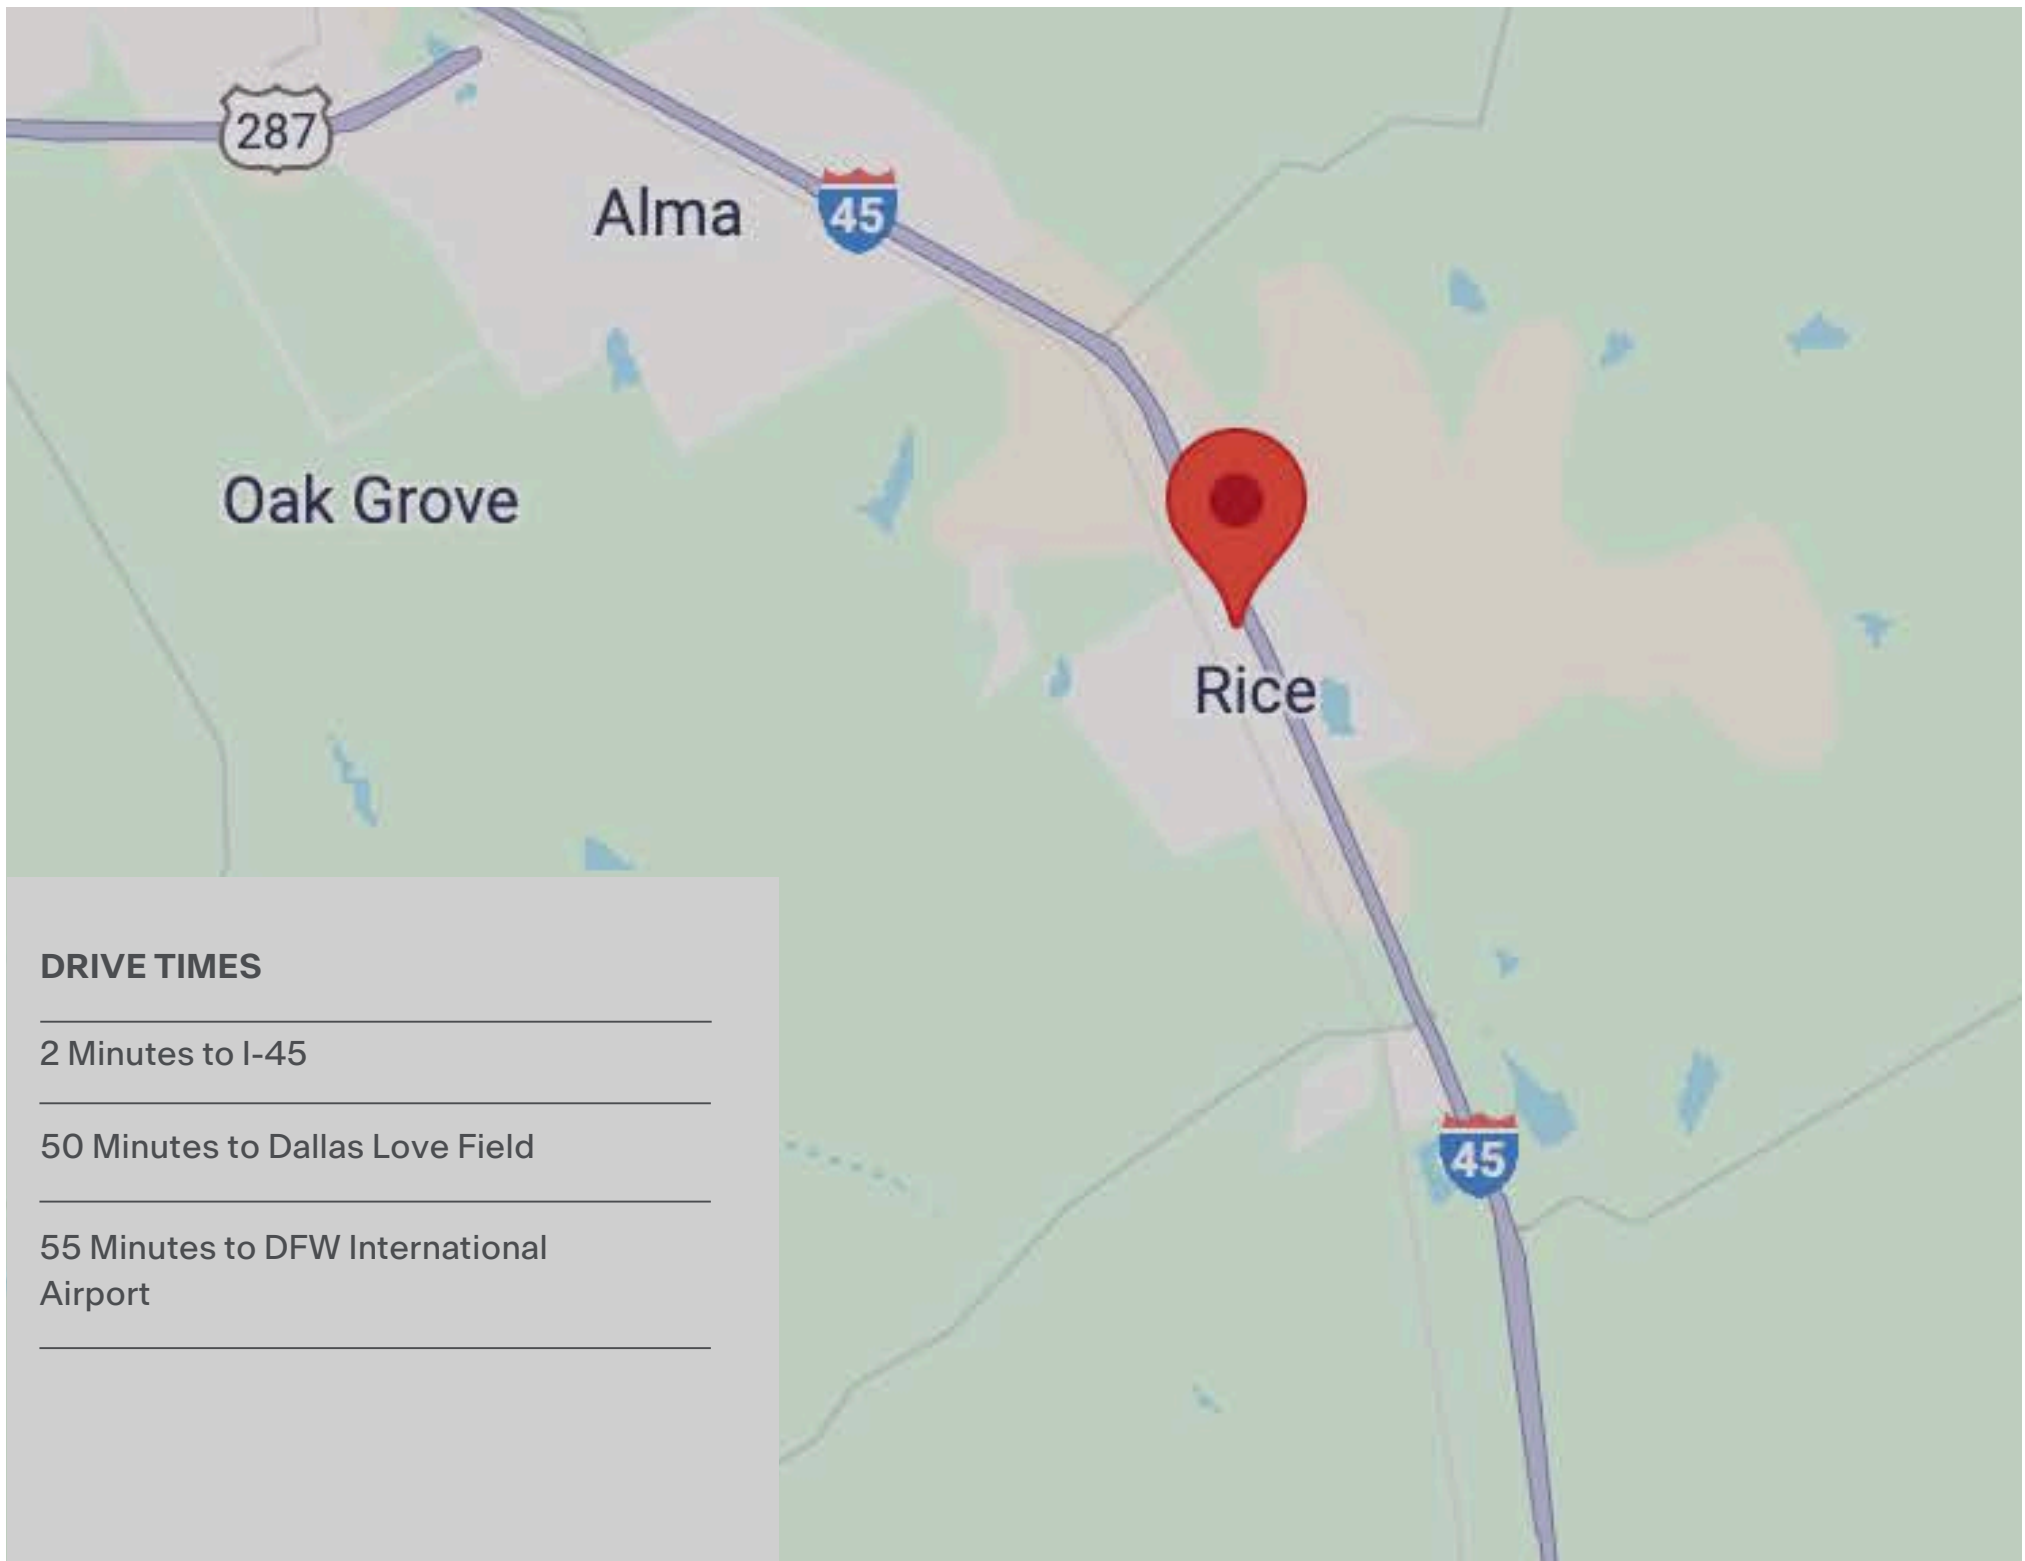 287
Alma
45
Oak Grove
Rice
DRIVE TIMES
2 Minutes to I-45
50 Minutes to Dallas Love Field
45
55 Minutes to DFW International
Airport